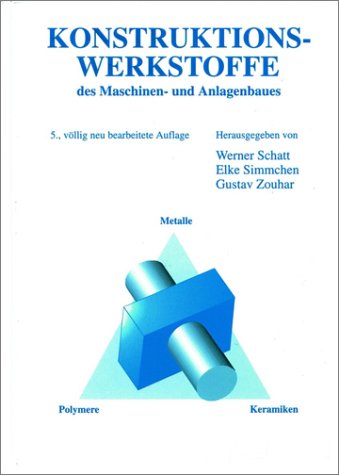 KONSTRUKTIONS-
WERKSTOFFE
des Maschinen- und Anlagenbaues
5., völlig neu bearbeitete Auflage
Herausgegeben von
Werner Schatt
Elke Simmchen
Gustav Zouhar
Metalle
Polymere
Keramiken